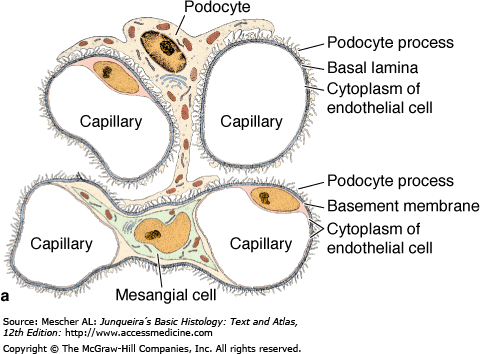 Podocyte
Podocyte process
Basal lamina
Cytoplasm of
endothelial cell
Capillary
Capillary
Podocyte process
Basement membrane
Cytoplasm of
endothelial cell
Capillary
Capillary
Mesangial cell
a
Source: Mescher AL: Junqueira´s Basic Histology: Text and Atlas,
12th Edition: http://www.accessmedicine.com
Copyright © The McGraw-Hill Companies, Inc. All rights reserved.